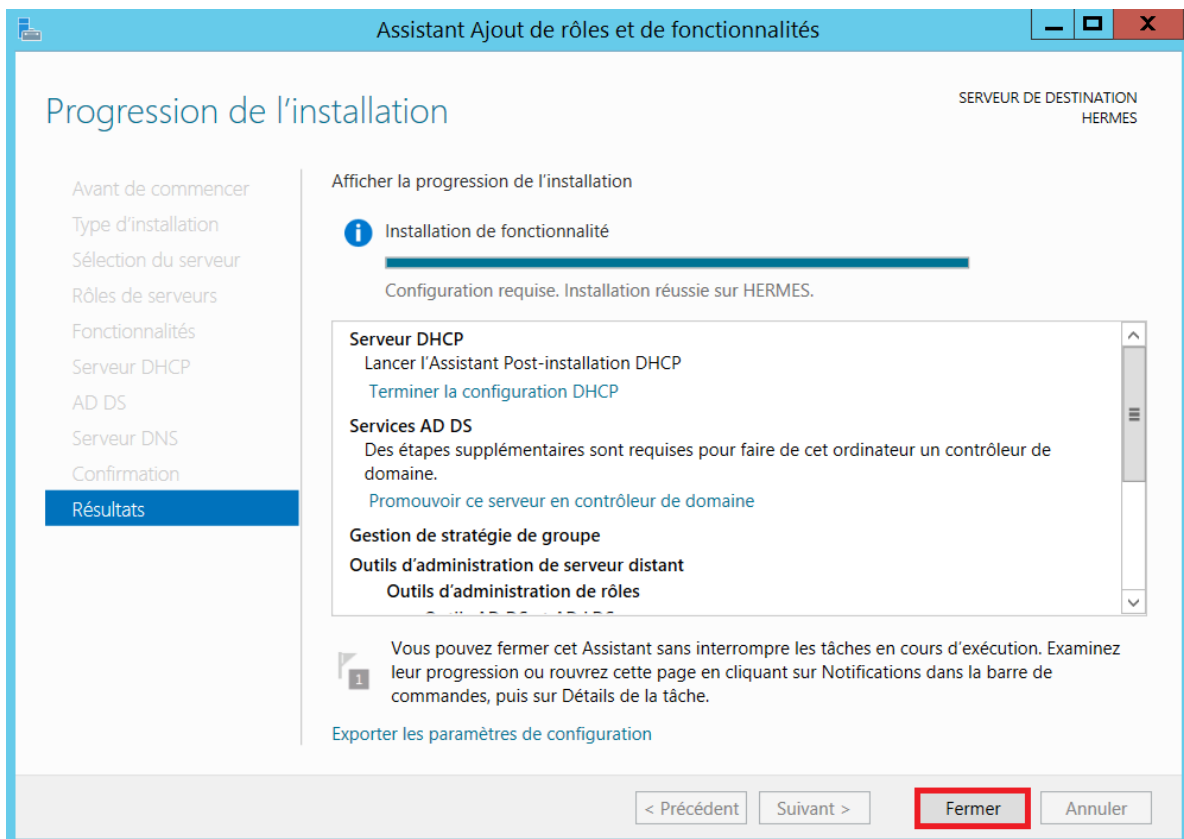 Assistant Ajout de rôles et de fonctionnalités
Progression de l'installation
SERVEUR DE DESTINATION
HERMES
Avant de commencer
Type d'installation
Sélection du serveur
Rôles de serveurs
Fonctionnalités
Serveur DHCP
AD DS
Serveur DNS
Confirmation
Résultats
Afficher la progression de l'installation
Installation de fonctionnalité
Configuration requise. Installation réussie sur HERMES.
Serveur DHCP
Lancer l'Assistant Post-installation DHCP
Terminer la configuration DHCP
Services AD DS
Des étapes supplémentaires sont requises pour faire de cet ordinateur un contrôleur de
domaine.
Promouvoir ce serveur en contrôleur de domaine
Gestion de stratégie de groupe
Outils d'administration de serveur distant
Outils d'administration de rôles
1
Vous pouvez fermer cet Assistant sans interrompre les tâches en cours d'exécution. Examinez
leur progression ou rouvrez cette page en cliquant sur Notifications dans la barre de
commandes, puis sur Détails de la tâche.
Exporter les paramètres de configuration
< Précédent
Suivant >
Fermer
Annuler